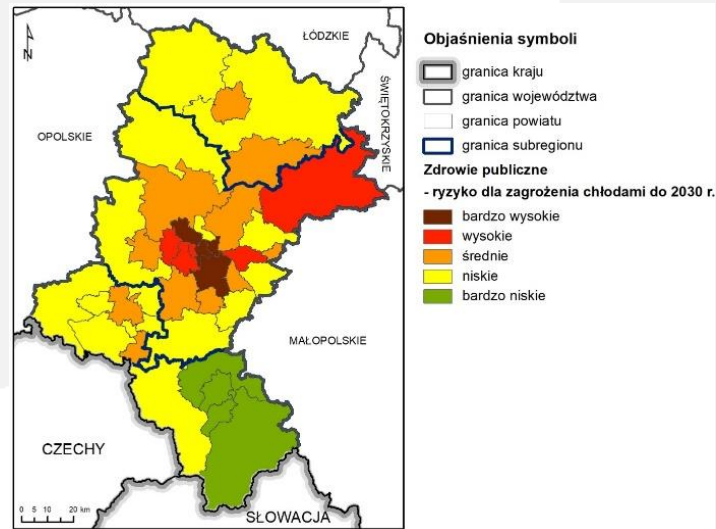 N
ŁÓDZKIE
ŚWIĘTOKRZYSKIE
OPOLSKIE
MAŁOPOLSKIE
CZECHY
SŁOWACJA
0 5 10 20 km
Objaśnienia symboli
granica kraju
granica województwa
granica powiatu
granica subregionu
Zdrowie publiczne
- ryzyko dla zagrożenia chłodami do 2030 r.
bardzo wysokie
wysokie
średnie
niskie
bardzo niskie